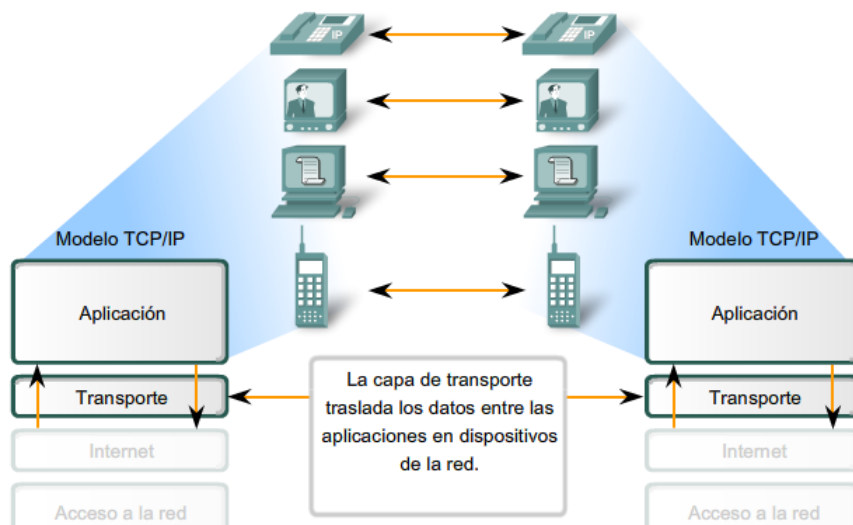 IP
IP
Modelo TCP/IP
Modelo TCP/IP
Aplicación
Aplicación
La capa de transporte
traslada los datos entre las
aplicaciones en dispositivos
de la red.
Transporte
Transporte
Internet
Internet
Acceso a la red
Acceso a la red